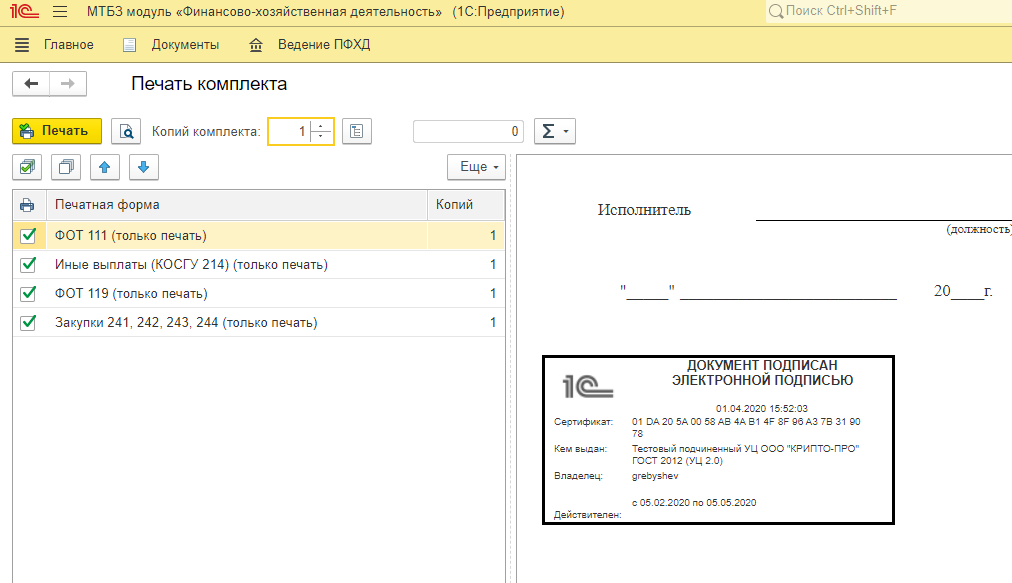 1С МТБЗ модуль «Финансово-хозяйственная деятельность» (1С:Предприятие) Поиск Ctrl+Shift+F
Главное Документы Ведение ПФХД
Печать комплекта
Печать Копий комплекта: 1 0 Σ
Еще
Печатная форма Копий
ФОТ 111 (только печать) 1
Иные выплаты (КОСГУ 214) (только печать) 1
ФОТ 119 (только печать) 1
Закупки 241, 242, 243, 244 (только печать) 1
Исполнитель
(должность)
"_____" __________________________ 20____г.
1С
ДОКУМЕНТ ПОДПИСАН
ЭЛЕКТРОННОЙ ПОДПИСЬЮ
01.04.2020 15:52:03
Сертификат: 01 DA 20 5A 00 58 AB 4A B1 4F 8F 96 A3 7B 31 90
78
Кем выдан: Тестовый подчиненный УЦ ООО "КРИПТО-ПРО"
ГОСТ 2012 (УЦ 2.0)
Владелец: grebyshev
с 05.02.2020 по 05.05.2020
Действителен: